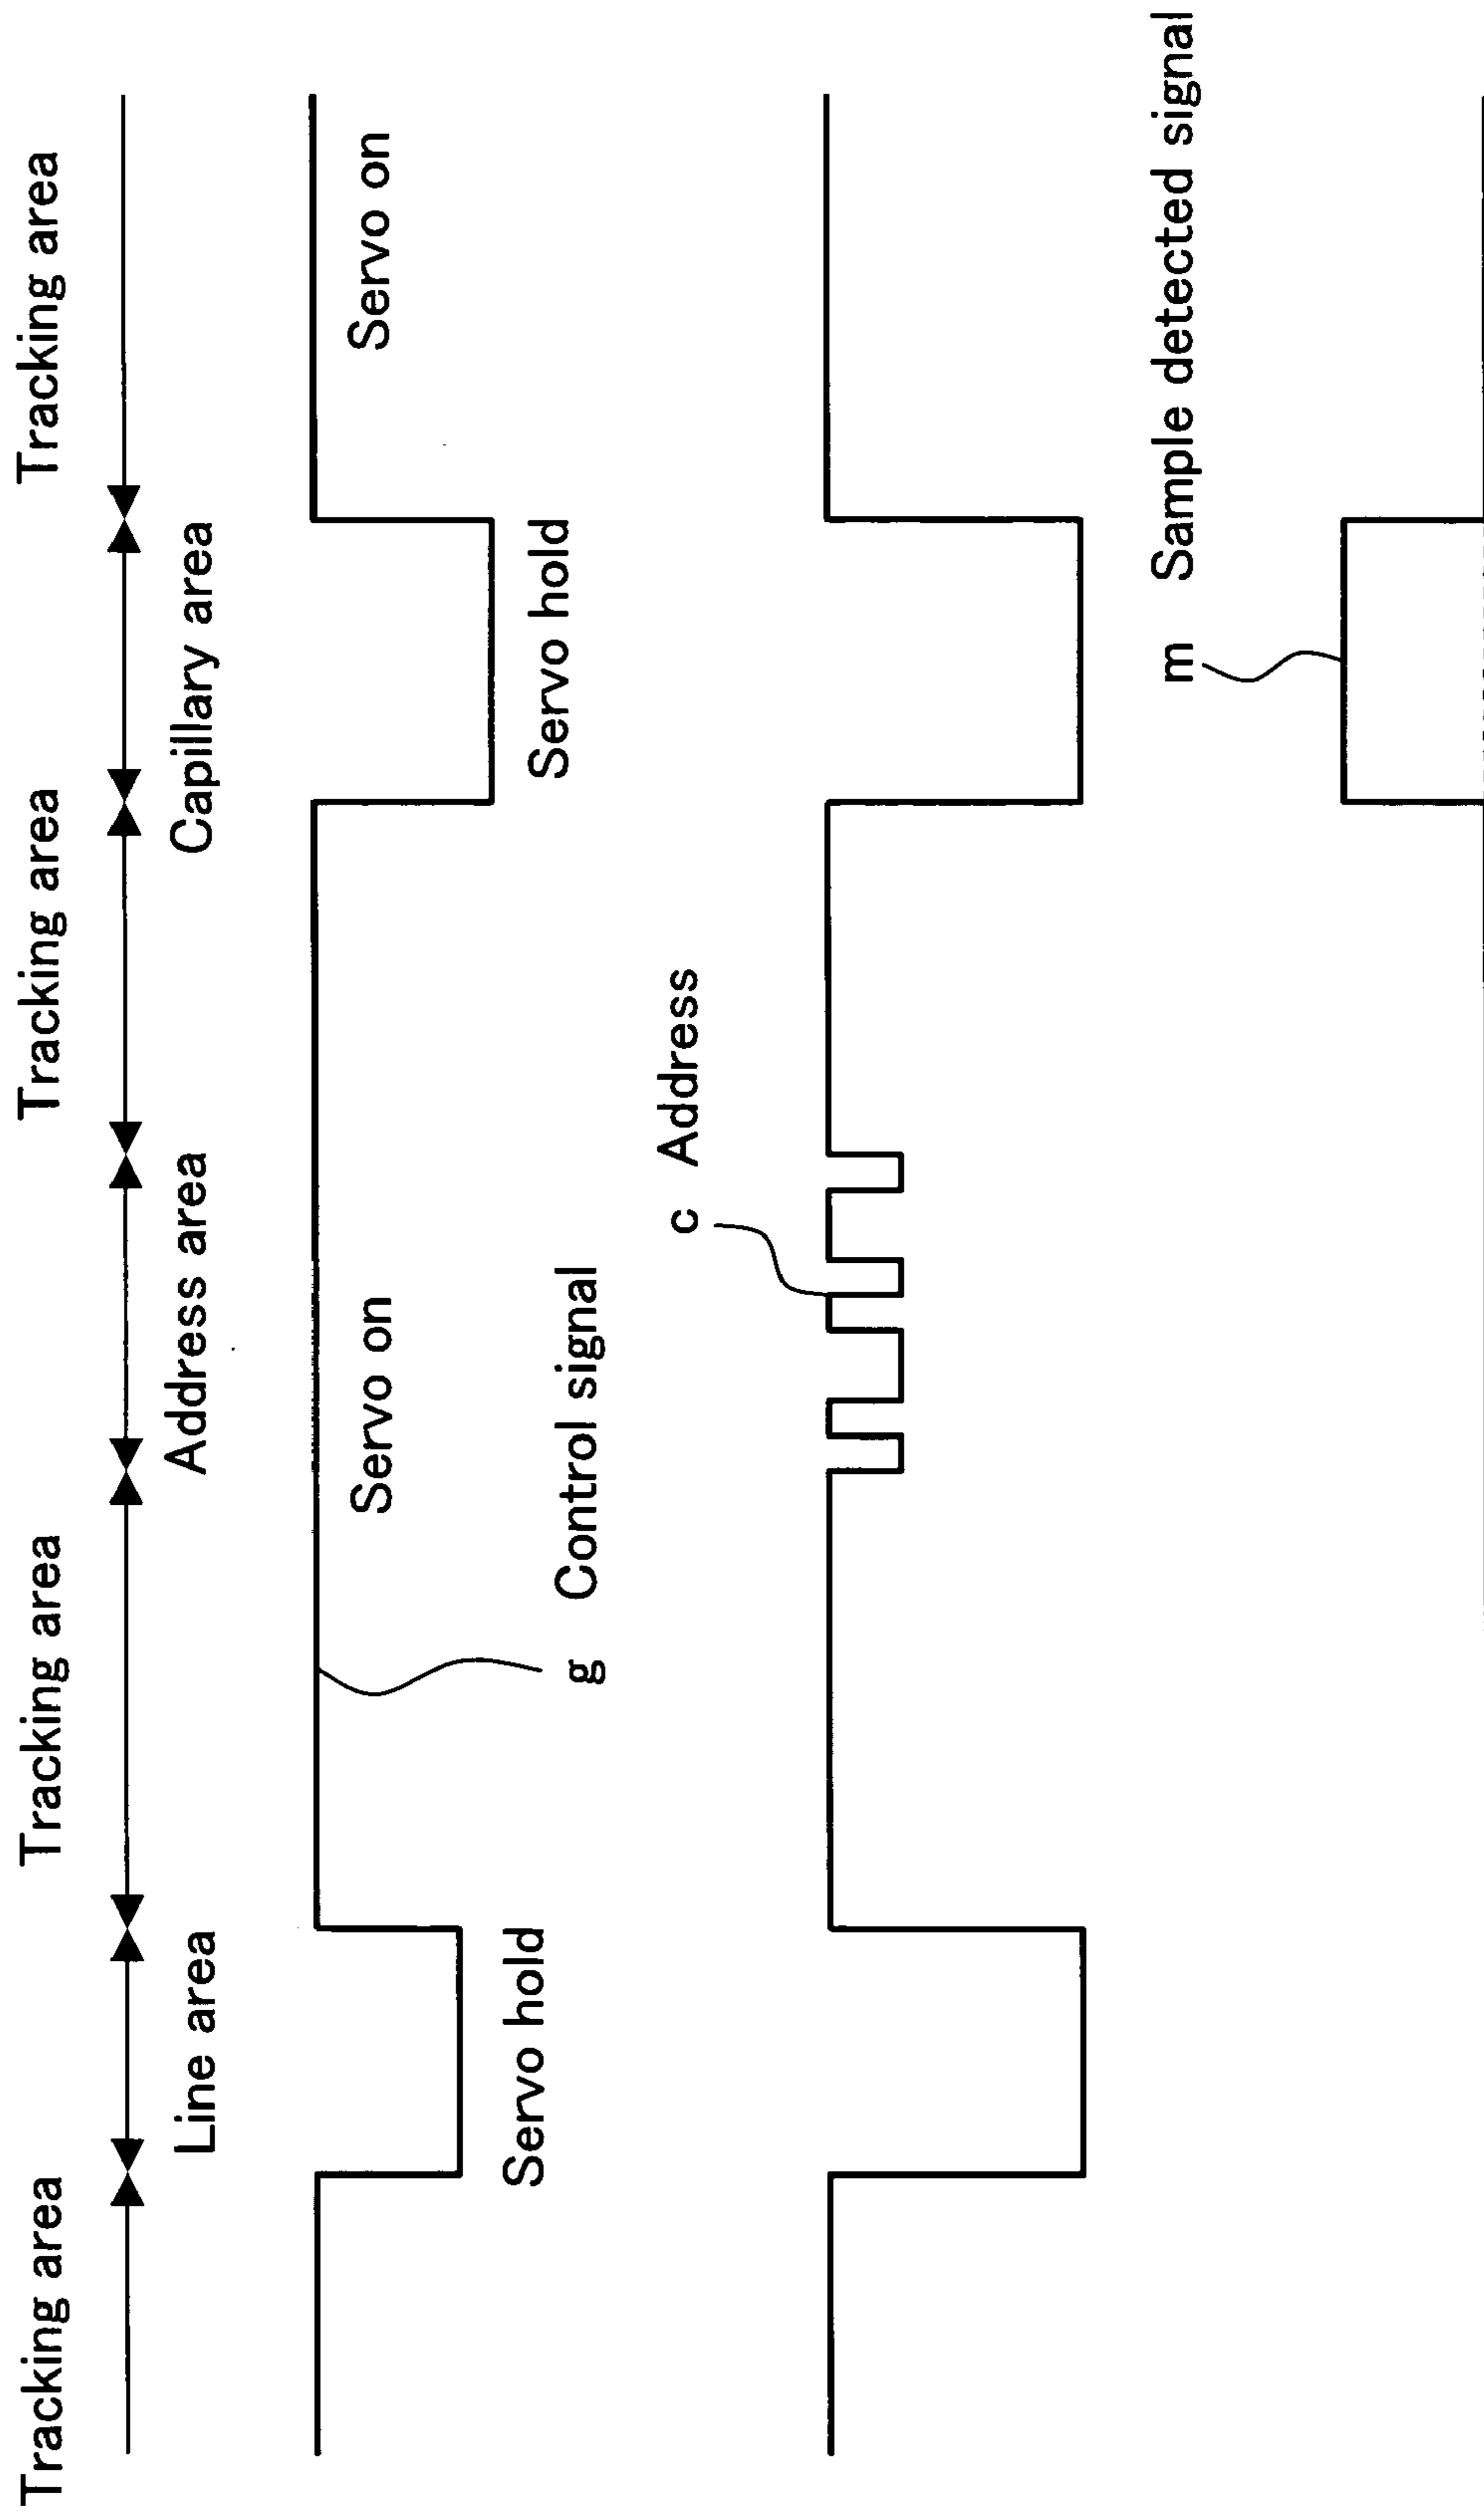 Tracking area
Tracking area
Tracking area
Tracking area
Line area
Address area
Capillary area
Servo on
Servo on
Servo hold
Servo hold
g Control signal
c Address
m Sample detected signal